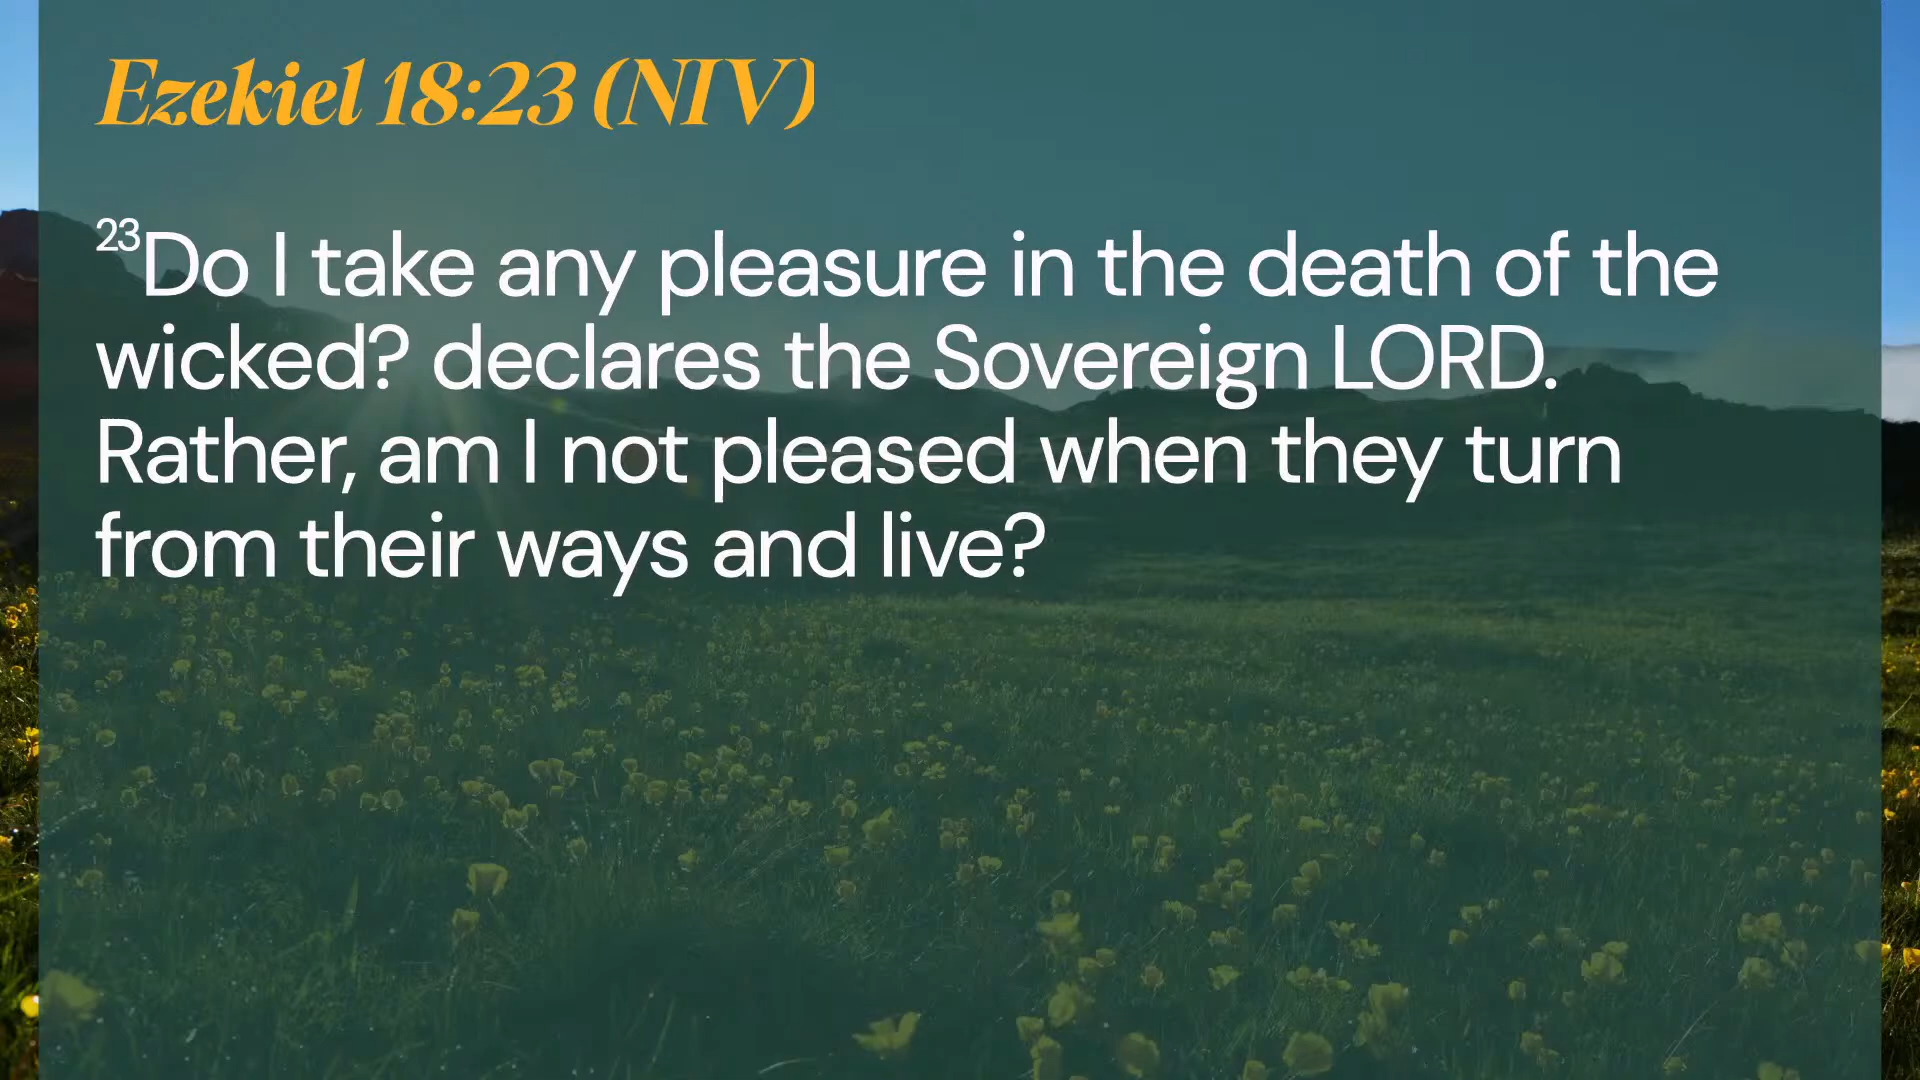 Ezekiel 18:23 (NIV)
23Do I take any pleasure in the death of the
wicked? declares the Sovereign LORD.
Rather, am I not pleased when they turn
from their ways and live?